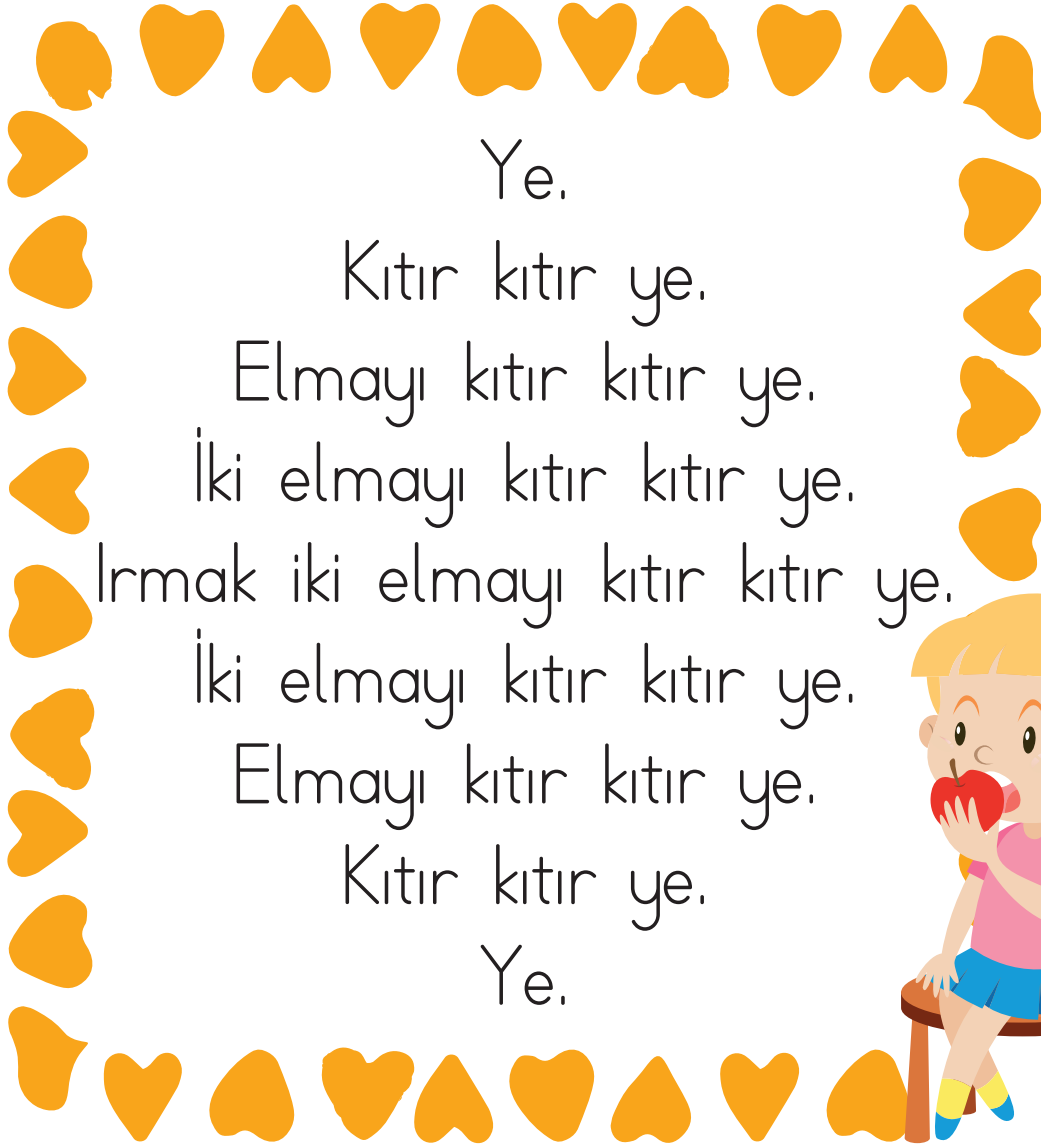 Ye.
Kıtır kıtır ye.
Elmayı kıtır kıtır ye.
İki elmayı kıtır kıtır ye.
Irmak iki elmayı kıtır kıtır ye.
İki elmayı kıtır kıtır ye.
Elmayı kıtır kıtır ye.
Kıtır kıtır ye.
Ye.